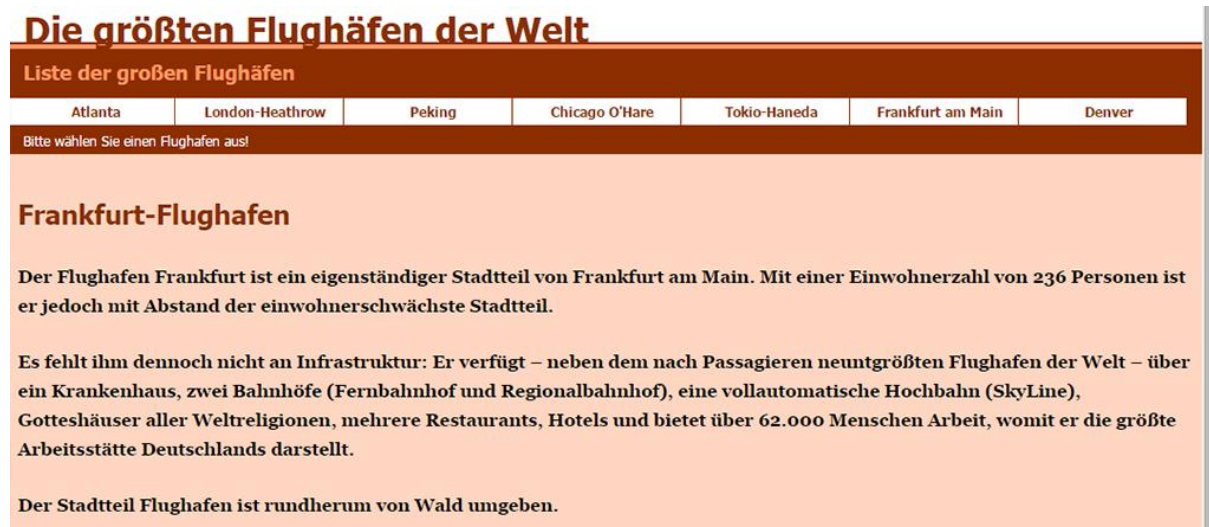 Die größten Flughäfen der Welt
Liste der großen Flughäfen
Atlanta London-Heathrow Peking Chicago O'Hare Tokio-Haneda Frankfurt am Main Denver
Bitte wählen Sie einen Flughafen aus!
Frankfurt-Flughafen
Der Flughafen Frankfurt ist ein eigenständiger Stadtteil von Frankfurt am Main. Mit einer Einwohnerzahl von 236 Personen ist
er jedoch mit Abstand der einwohnerschwächste Stadtteil.
Es fehlt ihm dennoch nicht an Infrastruktur: Er verfügt – neben dem nach Passagieren neuntgrößten Flughafen der Welt – über
ein Krankenhaus, zwei Bahnhöfe (Fernbahnhof und Regionalbahnhof), eine vollautomatische Hochbahn (SkyLine),
Gotteshäuser aller Weltreligionen, mehrere Restaurants, Hotels und bietet über 62.000 Menschen Arbeit, womit er die größte
Arbeitsstätte Deutschlands darstellt.
Der Stadtteil Flughafen ist rundherum von Wald umgeben.